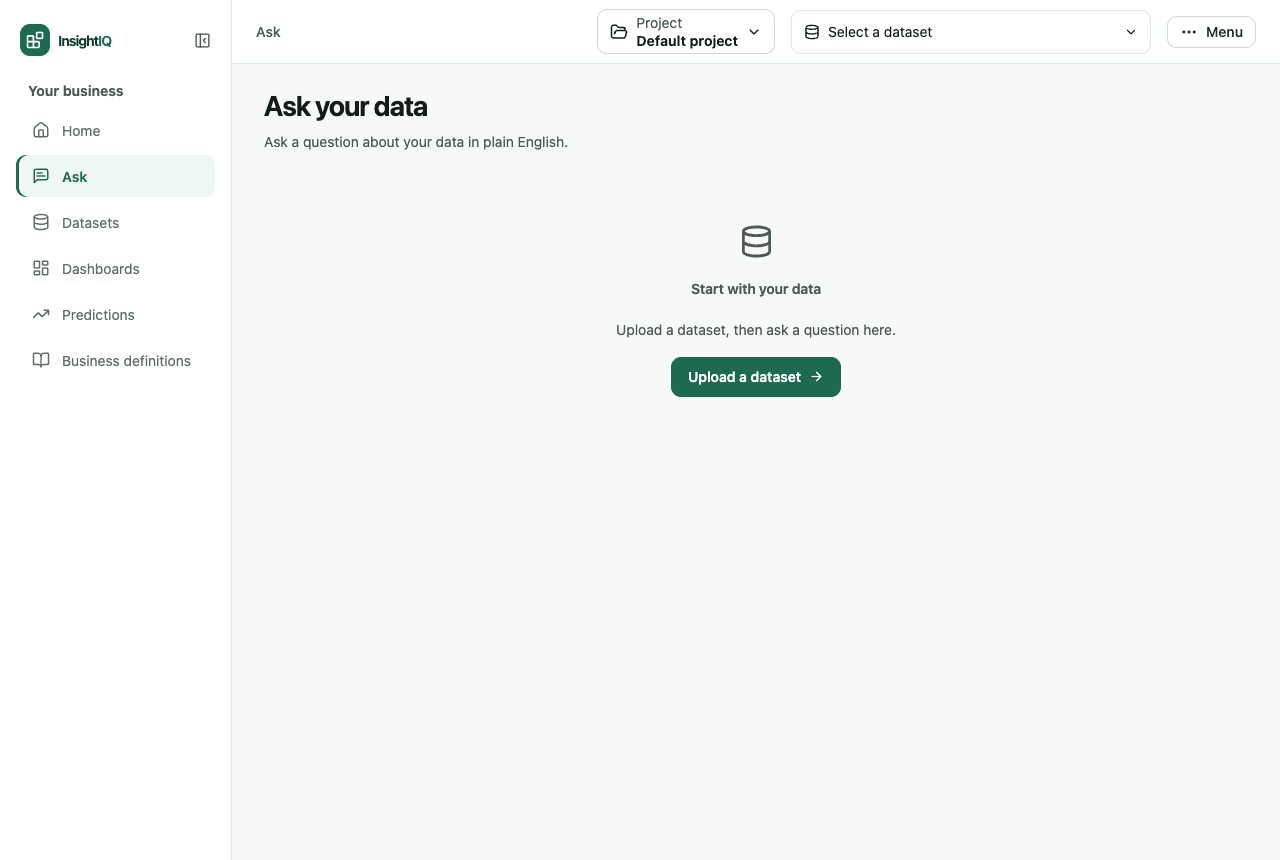 InsightIQ
Your business
Home
Ask
Datasets
Dashboards
Predictions
Business definitions
Ask
Project
Default project
Select a dataset
Menu
Ask your data
Ask a question about your data in plain English.
Start with your data
Upload a dataset, then ask a question here.
Upload a dataset